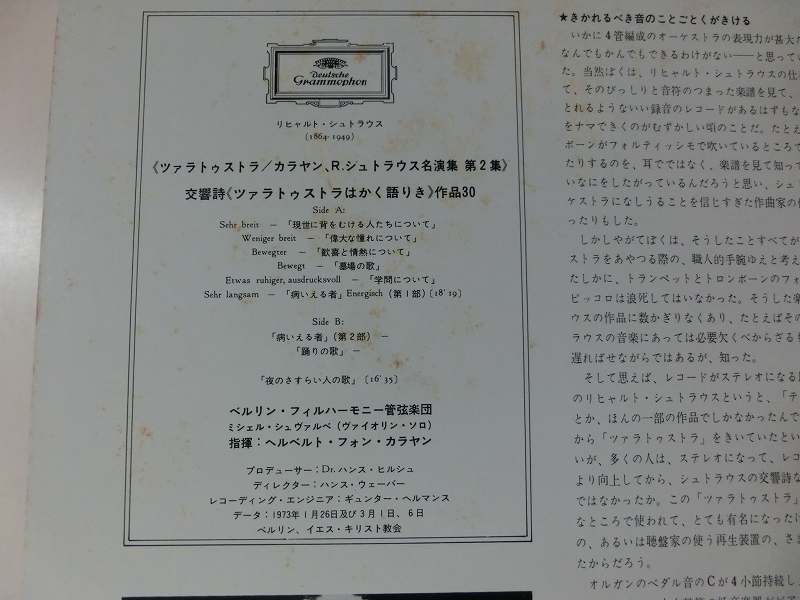 Deutsche
Grammophon
リヒャルト・シュトラウス
(1864-1949)
《ツァラトゥストラ/カラヤン、R.シュトラウス名演集 第2集》
交響詩《ツァラトゥストラはかく語りき》作品30
Side A:
Sehr breit ー「現世に背をむける人たちについて」
Weniger breit ー「偉大な憧れについて」
Bewegter ー「歓喜と情熱について」
Bewegt ー「墓場の歌」
Etwas ruhiger, ausdrucksvoll ー「学問について」
Sehr langsam ー「病いえる者」Energisch(第1部)〔18′19〕
Side B:
「病いえる者」(第2部) ー
「踊りの歌」ー
「夜のさすらい人の歌」〔16′35〕
ベルリン・フィルハーモニー管弦楽団
ミシェル・シュヴァルベ(ヴァイオリン・ソロ)
指揮:ヘルベルト・フォン・カラヤン
プロデューサー:Dr.ハンス・ヒルシュ
ディレクター:ハンス・ウェーバー
レコーディング・エンジニア:ギュンター・ヘルマンス
データ:1973年1月26日及び3月1日、6日
ベルリン、イエス・キリスト教会
★きかれるべき音のことごとくがきける
いかに4管編成のオーケストラの表現力が甚大
なんでもかんでもできるわけがない——と思ってい
た。当然ぼくは、リヒャルト・シュトラウスの仕
て、そのびっしりと音符のつまった楽譜を見て、
とれるようないい録音のレコードがあるはずもな
をナマできくのがむずかしい頃のことだ。たとえ
ボーンがフォルティッシモで吹いているところで
たりするのを、耳でではなく、楽譜を見て知って
いなにをしたがっているんだろうと思い、シュ
ケストラになしうることを信じすぎた作曲家の
ったりもした。
しかしやがてぼくは、そうしたことすべてが
ストラをあやつる際の、職人的手腕ゆえと考え
たしかに、トランペットとトロンボーンのフォ
ピッコロは浪死してはいなかった。そうした
ウスの作品に数かぎりなくあり、たとえばその
ラウスの音楽にあっては必要欠くべからざる
遅ればせながらではあるが、知った。
そして思えば、レコードがステレオになる
のリヒャルト・シュトラウスというと、「テ
とか、ほんの一部の作品でしかなかったんで
から「ツァラトゥストラ」をきいていたとい
いが、多くの人は、ステレオになって、レコ
より向上してから、シュトラウスの交響詩な
ではなかったか。この「ツァラトゥストラ」
なところで使われて、とても有名になったけ
の、あるいは聴盤家の使う再生装置の、さま
たからだろう。
オルガンのペダル音のCが4小節持続し、